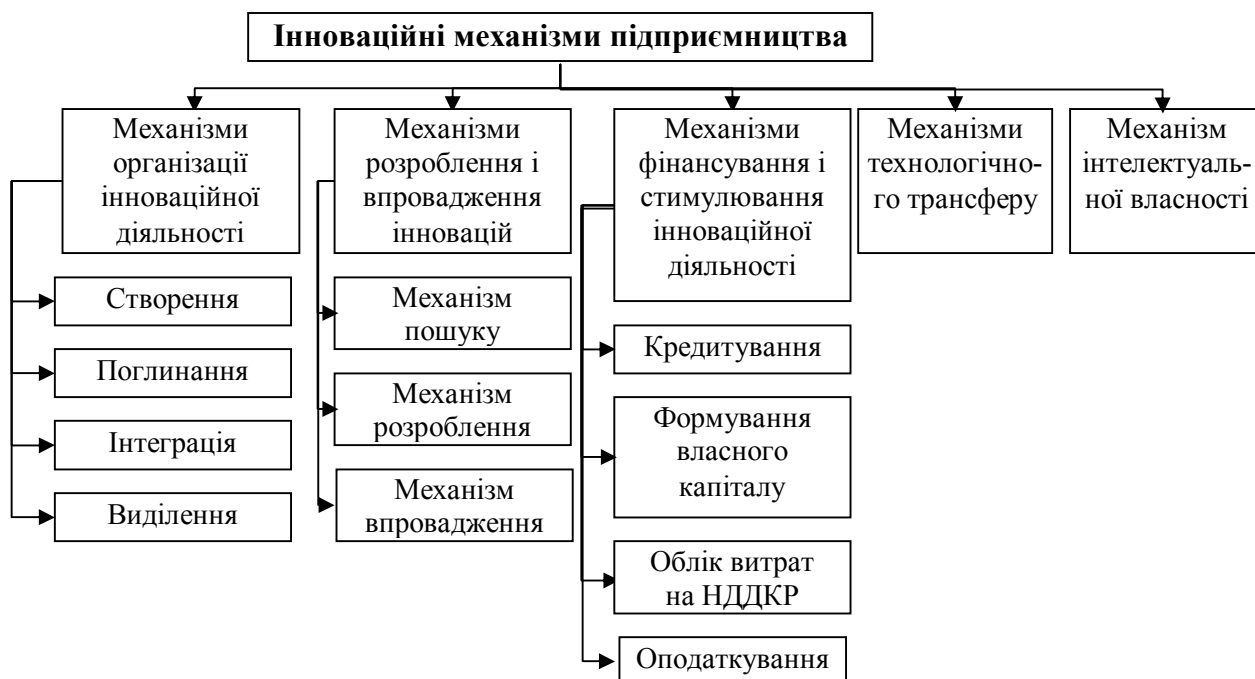 Інноваційні механізми підприємництва
Механізми
організації
інноваційної
діяльності
Створення
Поглинання
Інтеграція
Виділення
Механізми
розроблення і
впровадження
інновацій
Механізм
пошуку
Механізм
розроблення
Механізм
впровадження
Механізми
фінансування і
стимулювання
інноваційної
діяльності
Кредитування
Формування
власного
капіталу
Облік витрат
на НДДКР
Оподаткування
Механізми
технологічно-
го трансферу
Механізм
інтелектуаль-
ної власності